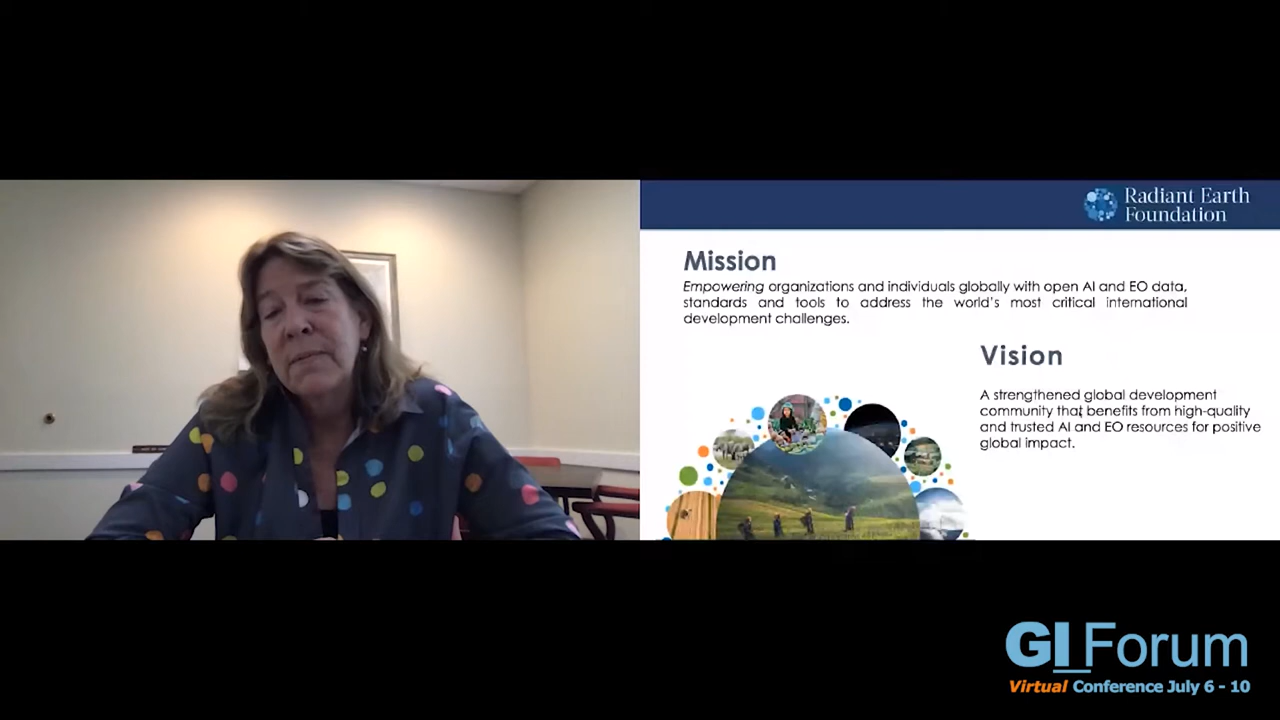 Radiant Earth
Foundation
Mission
Empowering organizations and individuals globally with open AI and EO data,
standards and tools to address the world's most critical international
development challenges.
Vision
A strengthened global development
community that benefits from high-quality
and trusted AI and EO resources for positive
global impact.
GI_Forum
Virtual Conference July 6 - 10